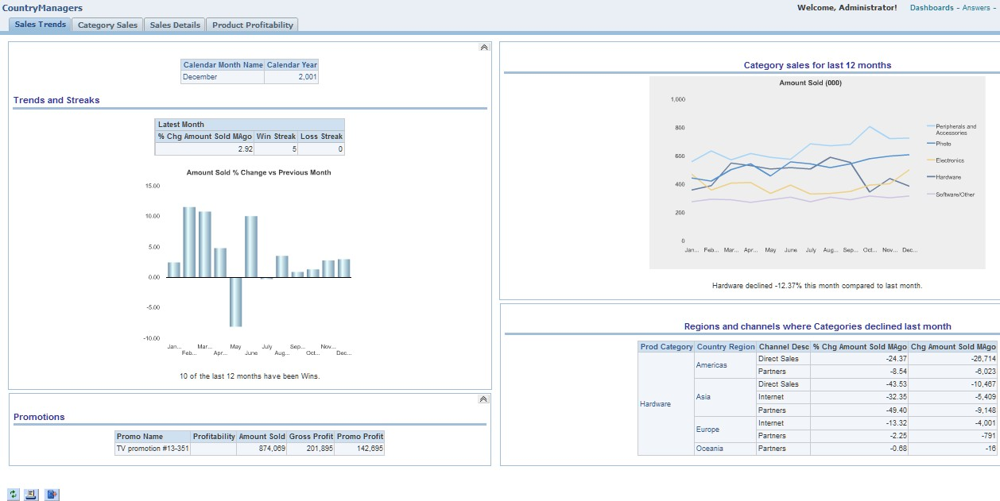 CountryManagers
Welcome, Administrator! Dashboards - Answers -
Sales Trends Category Sales Sales Details Product Profitability
Calendar Month Name Calendar Year
December 2,001
Trends and Streaks
Latest Month
% Chg Amount Sold MAgo Win Streak Loss Streak
2.92 5 0
Amount Sold % Change vs Previous Month
15.00
10.00
5.00
0.00
-5.00
-10.00
Jan... Feb... Mar... Apr... May June July Aug... Sep... Oct... Nov... Dec...
10 of the last 12 months have been Wins.
Promotions
Promo Name Profitability Amount Sold Gross Profit Promo Profit
TV promotion #13-351 874,069 201,895 142,695
Category sales for last 12 months
Amount Sold (000)
1,000
800
600
400
200
0
Jan... Feb... Mar... Apr... May June July Aug... Sep... Oct... Nov... Dec...
Peripherals and
Accessories
Photo
Electronics
Hardware
Software/Other
Hardware declined -12.37% this month compared to last month.
Regions and channels where Categories declined last month
Prod Category Country Region Channel Desc % Chg Amount Sold MAgo Chg Amount Sold MAgo
Hardware Americas Direct Sales -24.37 -26,714
Partners -8.54 -6,023
Asia Direct Sales -43.53 -10,467
Internet -32.35 -5,409
Partners -49.40 -9,148
Europe Internet -13.32 -4,001
Partners -2.25 -791
Oceania Partners -0.68 -16